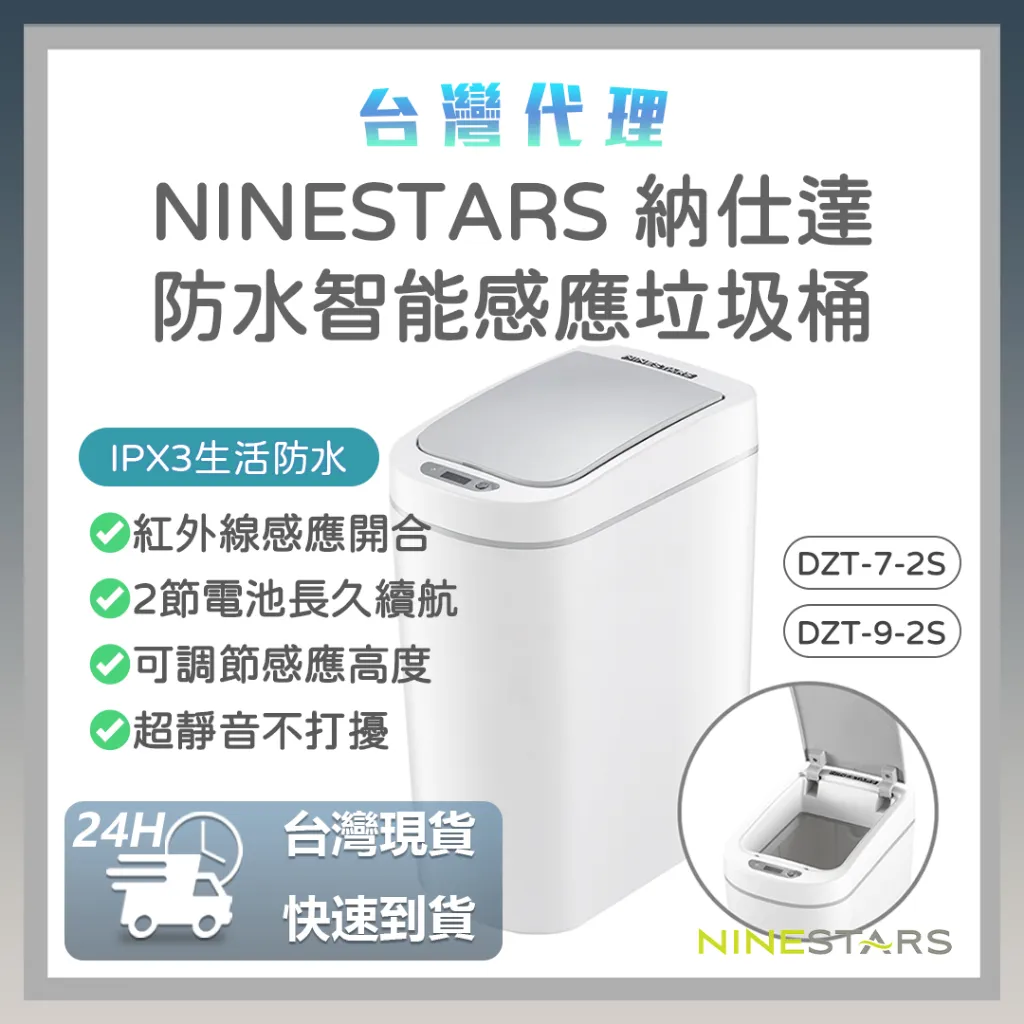 台灣代理
NINESTARS 納仕達
防水智能感應垃圾桶
NINESTARS
IPX3生活防水
紅外線感應開合
2節電池長久續航
可調節感應高度
超靜音不打擾
DZT-7-2S
DZT-9-2S
24H
台灣現貨
快速到貨
NINESTARS
NINESTARS